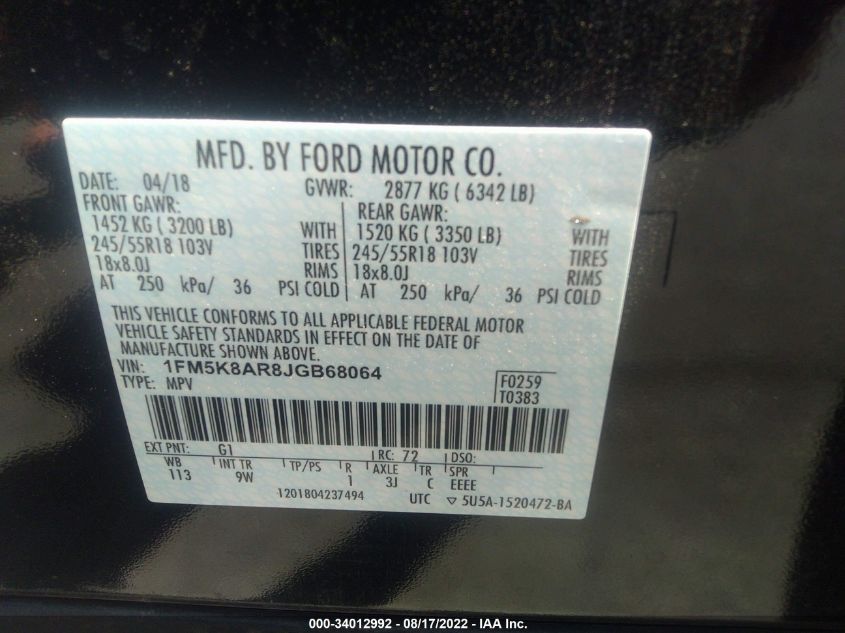 MFD. BY FORD MOTOR CO.
DATE: 04/18 GVWR: 2877 KG ( 6342 LB)
FRONT GAWR: REAR GAWR:
1452 KG ( 3200 LB) WITH 1520 KG ( 3350 LB) WITH
245/55R18 103V TIRES 245/55R18 103V TIRES
18x8.0J RIMS 18x8.0J RIMS
AT 250 kPa/ 36 PSI COLD AT 250 kPa/ 36 PSI COLD
THIS VEHICLE CONFORMS TO ALL APPLICABLE FEDERAL MOTOR
VEHICLE SAFETY STANDARDS IN EFFECT ON THE DATE OF
MANUFACTURE SHOWN ABOVE.
VIN: 1FM5K8AR8JGB68064
TYPE: MPV
F0259
T0383
EXT PNT: G1 RC: 72 DSO:
WB INT TR TP/PS R AXLE TR SPR
113 9W 1 3J C EEEE
1201804237494 UTC ▽ 5U5A-1520472-BA
000-34012992 - 08/17/2022 - IAA Inc.